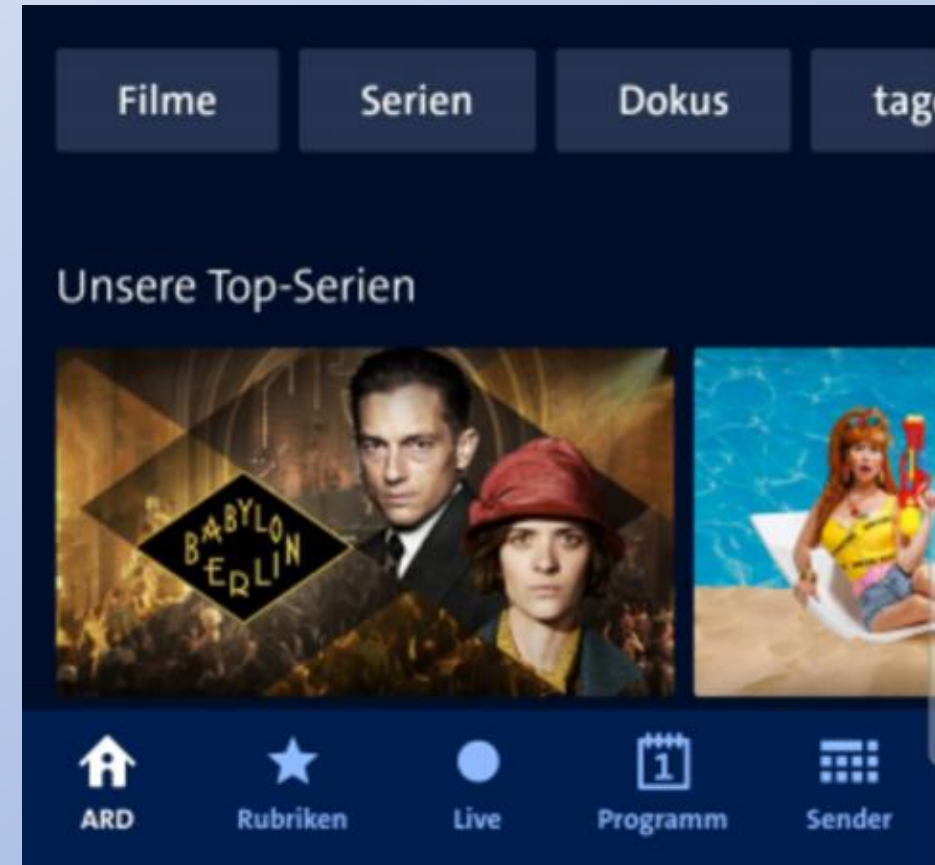 Filme Serien Dokus
Unsere Top-Serien
BABYLON
BERLIN
1
ARD Rubriken Live Programm Sender